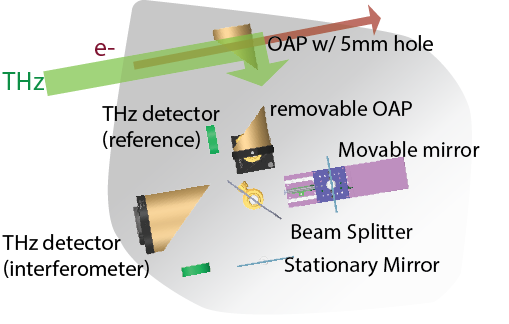 e-
OAP w/ 5mm hole
THz
THz detector
(reference)
removable OAP
Movable mirror
Beam Splitter
THz detector
(interferometer)
Stationary Mirror